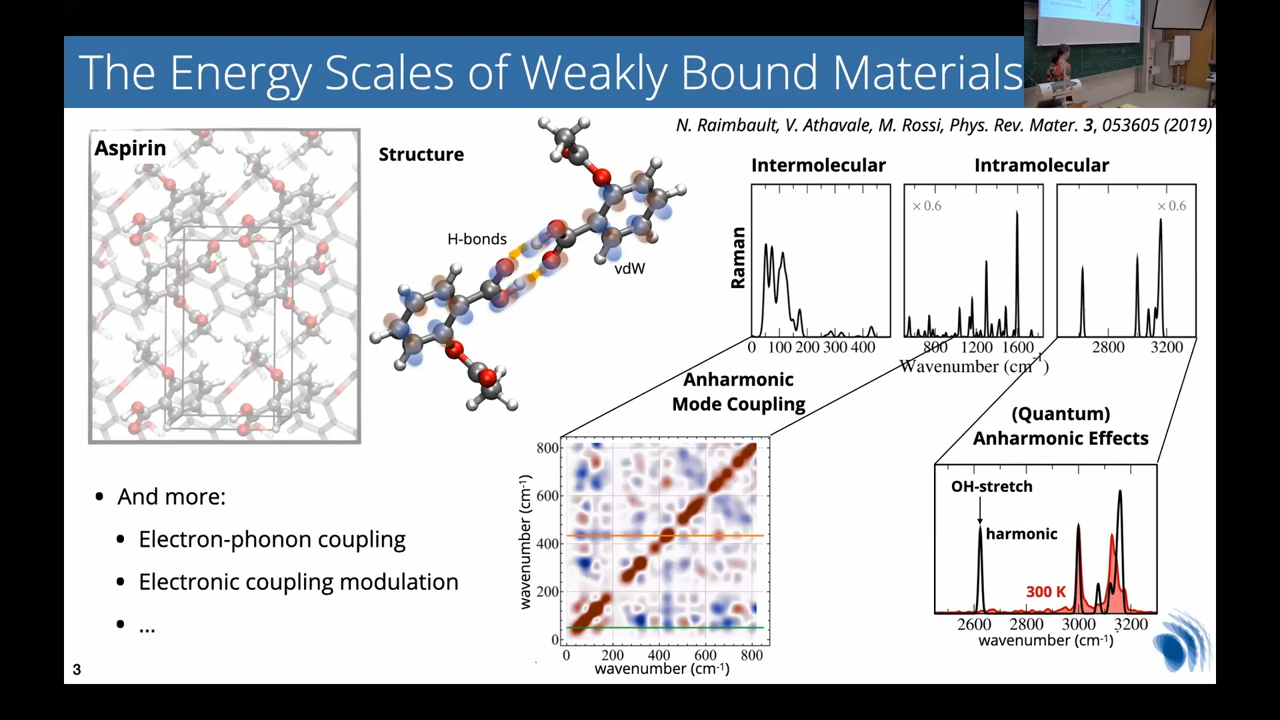 The Energy Scales of Weakly Bound Materials
N. Raimbault, V. Athavale, M. Rossi, Phys. Rev. Mater. 3, 053605 (2019)
Aspirin
Structure
H-bonds
vdW
Intermolecular
Intramolecular
× 0.6
× 0.6
Raman
0 100 200 300 400
800 1200 1600
2800 3200
Wavenumber (cm⁻¹)
Anharmonic
Mode Coupling
800
600
400
200
0
wavenumber (cm⁻¹)
0 200 400 600 800
wavenumber (cm⁻¹)
(Quantum)
Anharmonic Effects
OH-stretch
harmonic
300 K
2600 2800 3000 3200
wavenumber (cm⁻¹)
• And more:
• Electron-phonon coupling
• Electronic coupling modulation
• ...
3